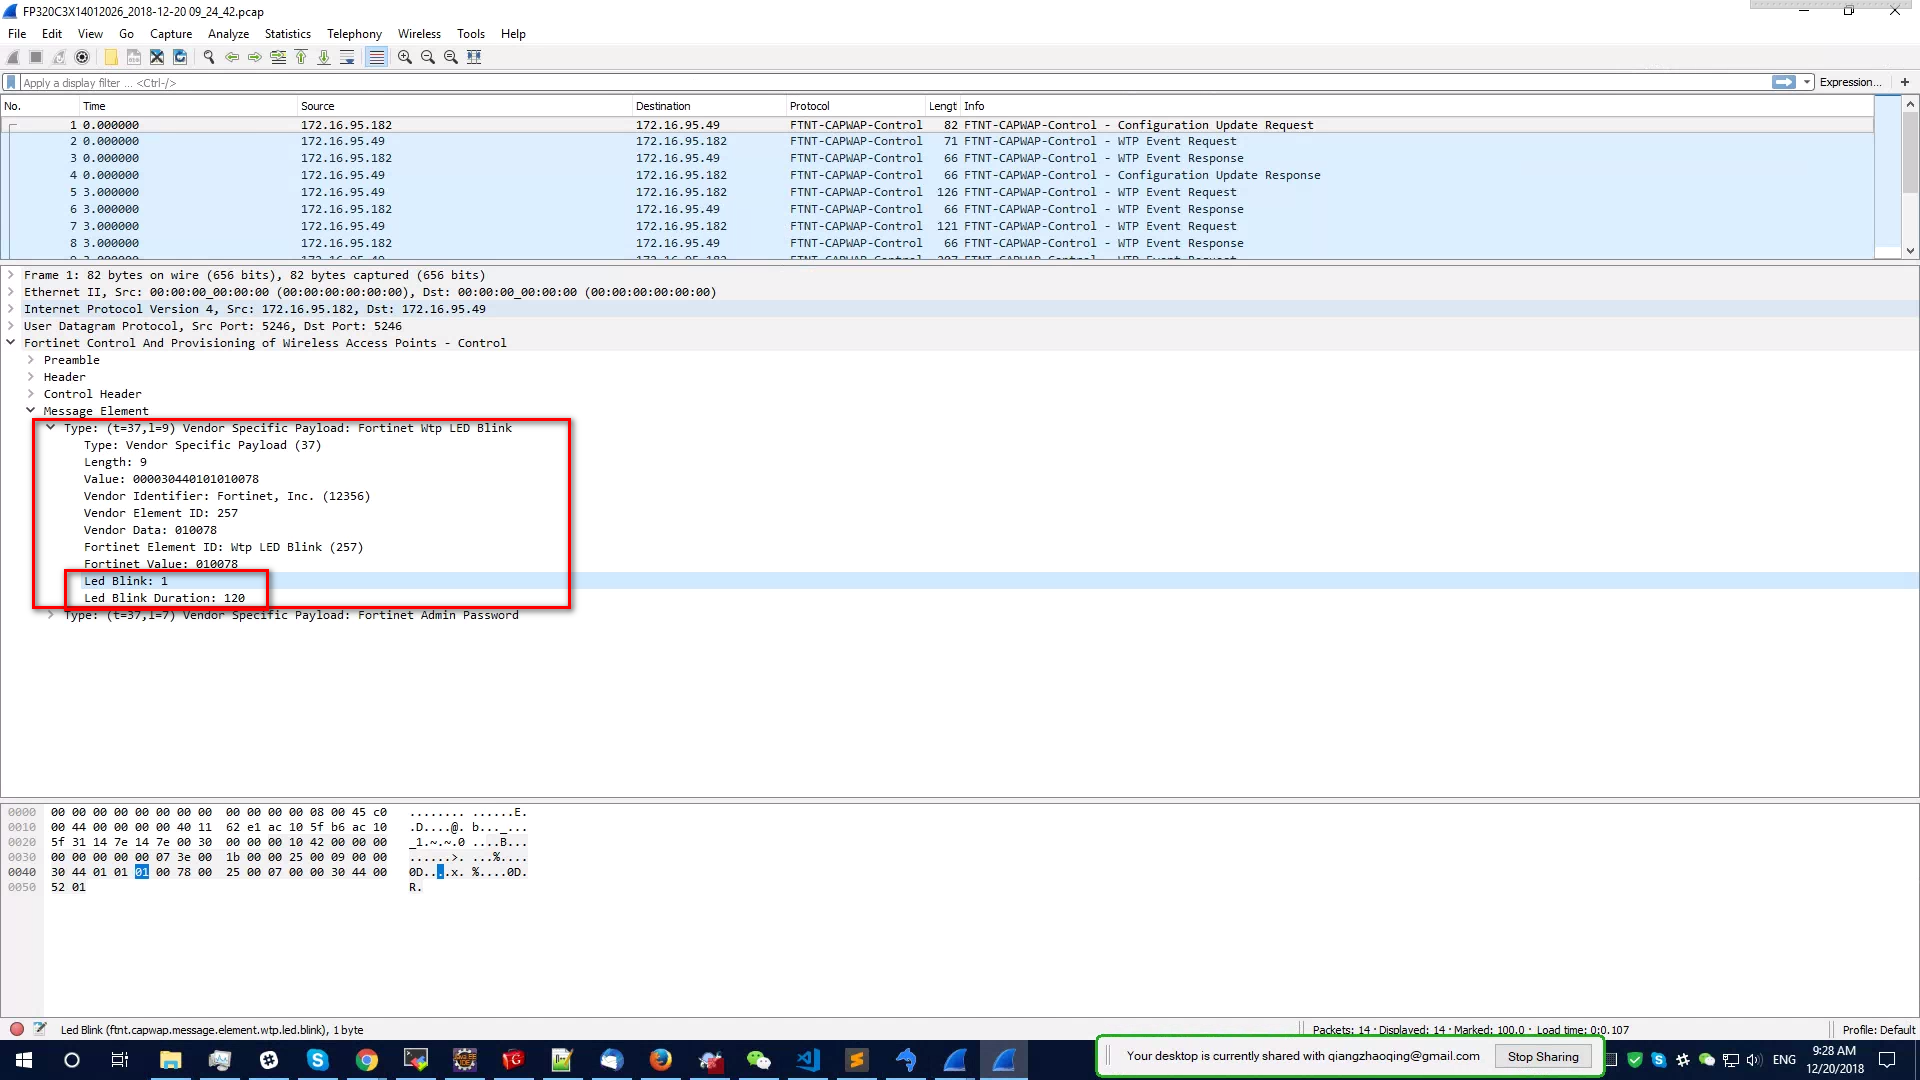 FP320C3X14012026_2018-12-20 09_24_42.pcap
File Edit View Go Capture Analyze Statistics Telephony Wireless Tools Help
Apply a display filter ... <Ctrl-/> Expression... +
No. Time Source Destination Protocol Lengt Info
1 0.000000 172.16.95.182 172.16.95.49 FTNT-CAPWAP-Control 82 FTNT-CAPWAP-Control - Configuration Update Request
2 0.000000 172.16.95.49 172.16.95.182 FTNT-CAPWAP-Control 71 FTNT-CAPWAP-Control - WTP Event Request
3 0.000000 172.16.95.182 172.16.95.49 FTNT-CAPWAP-Control 66 FTNT-CAPWAP-Control - WTP Event Response
4 0.000000 172.16.95.49 172.16.95.182 FTNT-CAPWAP-Control 66 FTNT-CAPWAP-Control - Configuration Update Response
5 3.000000 172.16.95.49 172.16.95.182 FTNT-CAPWAP-Control 126 FTNT-CAPWAP-Control - WTP Event Request
6 3.000000 172.16.95.182 172.16.95.49 FTNT-CAPWAP-Control 66 FTNT-CAPWAP-Control - WTP Event Response
7 3.000000 172.16.95.49 172.16.95.182 FTNT-CAPWAP-Control 121 FTNT-CAPWAP-Control - WTP Event Request
8 3.000000 172.16.95.182 172.16.95.49 FTNT-CAPWAP-Control 66 FTNT-CAPWAP-Control - WTP Event Response
Frame 1: 82 bytes on wire (656 bits), 82 bytes captured (656 bits)
Ethernet II, Src: 00:00:00_00:00:00 (00:00:00:00:00:00), Dst: 00:00:00_00:00:00 (00:00:00:00:00:00)
Internet Protocol Version 4, Src: 172.16.95.182, Dst: 172.16.95.49
User Datagram Protocol, Src Port: 5246, Dst Port: 5246
Fortinet Control And Provisioning of Wireless Access Points - Control
Preamble
Header
Control Header
Message Element
Type: (t=37,l=9) Vendor Specific Payload: Fortinet Wtp LED Blink
Type: Vendor Specific Payload (37)
Length: 9
Value: 000030440101010078
Vendor Identifier: Fortinet, Inc. (12356)
Vendor Element ID: 257
Vendor Data: 010078
Fortinet Element ID: Wtp LED Blink (257)
Fortinet Value: 010078
Led Blink: 1
Led Blink Duration: 120
Type: (t=37,l=7) Vendor Specific Payload: Fortinet Admin Password
0000 00 00 00 00 00 00 00 00 00 00 00 00 08 00 45 c0 ........ ......E.
0010 00 44 00 00 00 00 40 11 62 e1 ac 10 5f b6 ac 10 .D....@. b..._...
0020 5f 31 14 7e 14 7e 00 30 00 00 00 10 42 00 00 00 _1.~.~.0 ....B...
0030 00 00 00 00 00 07 3e 00 1b 00 00 25 00 09 00 00 ......>. ...%....
0040 30 44 01 01 01 00 78 00 25 00 07 00 00 30 44 00 0D....x. %....0D.
0050 52 01 R.
Led Blink (ftnt.capwap.message.element.wtp.led.blink), 1 byte Packets: 14 · Displayed: 14 · Marked: 100.0 · Load time: 0:0.107 Profile: Default
Your desktop is currently shared with qiangzhaoqing@gmail.com Stop Sharing
ENG 9:28 AM
12/20/2018